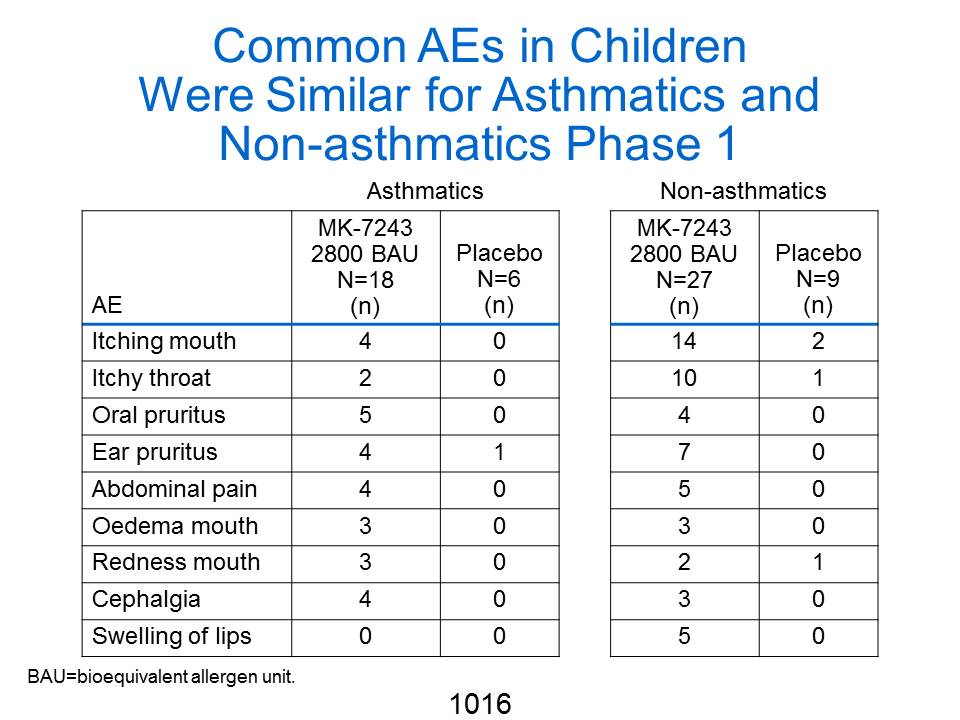 Common AEs in Children
Were Similar for Asthmatics and
Non-asthmatics Phase 1
Asthmatics Non-asthmatics
AE MK-7243 2800 BAU N=18 (n) Placebo N=6 (n) MK-7243 2800 BAU N=27 (n) Placebo N=9 (n)
Itching mouth 4 0 14 2
Itchy throat 2 0 10 1
Oral pruritus 5 0 4 0
Ear pruritus 4 1 7 0
Abdominal pain 4 0 5 0
Oedema mouth 3 0 3 0
Redness mouth 3 0 2 1
Cephalgia 4 0 3 0
Swelling of lips 0 0 5 0
BAU=bioequivalent allergen unit.
1016